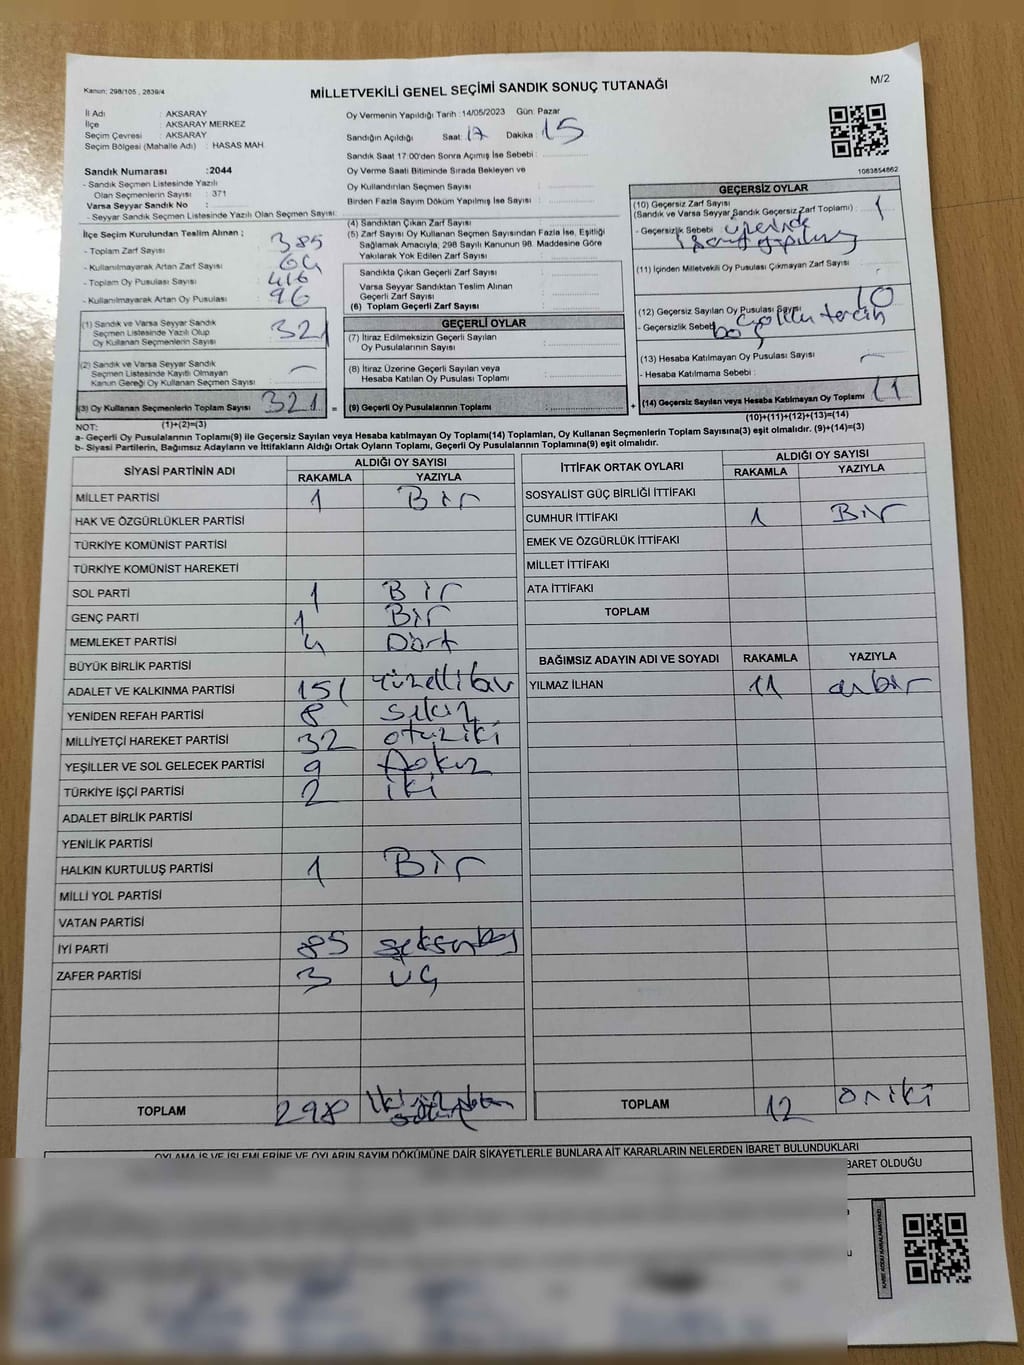 Kanun: 298/105 , 2839/4
MİLLETVEKİLİ GENEL SEÇİMİ SANDIK SONUÇ TUTANAĞI
M/2
İl Adı : AKSARAY
İlçe : AKSARAY MERKEZ
Seçim Çevresi : AKSARAY
Seçim Bölgesi (Mahalle Adı) : HASAS MAH.
Sandık Numarası :2044
- Sandık Seçmen Listesinde Yazılı
Olan Seçmenlerin Sayısı : 371
Varsa Seyyar Sandık No :
- Seyyar Sandık Seçmen Listesinde Yazılı Olan Seçmen Sayısı:
Oy Vermenin Yapıldığı Tarih :14/05/2023 Gün: Pazar
Sandığın Açıldığı Saat: 17 Dakika : 15
Sandık Saat 17:00'den Sonra Açımış İse Sebebi :
Oy Verme Saati Bitiminde Sırada Bekleyen ve
Oy Kullandırılan Seçmen Sayısı :
Birden Fazla Sayım Döküm Yapılmış İse Sayısı :
1083854862
İlçe Seçim Kurulundan Teslim Alınan ;
- Toplam Zarf Sayısı : 385
- Kullanılmayarak Artan Zarf Sayısı : 64
- Toplam Oy Pusulası Sayısı : 416
- Kullanılmayarak Artan Oy Pusulası : 96
(1) Sandık ve Varsa Seyyar Sandık
Seçmen Listesinde Yazılı Olup
Oy Kullanan Seçmenlerin Sayısı : 321
(2) Sandık ve Varsa Seyyar Sandık
Seçmen Listesinde Kayıtlı Olmayan
Kanun Gereği Oy Kullanan Seçmen Sayısı : —
(3) Oy Kullanan Seçmenlerin Toplam Sayısı : 321
(1)+(2)=(3)
(4) Sandıktan Çıkan Zarf Sayısı :
(5) Zarf Sayısı Oy Kullanan Seçmen Sayısından Fazla İse, Eşitliği
Sağlamak Amacıyla, 298 Sayılı Kanunun 98. Maddesine Göre
Yakılarak Yok Edilen Zarf Sayısı :
Sandıkta Çıkan Geçerli Zarf Sayısı :
Varsa Seyyar Sandıktan Teslim Alınan
Geçerli Zarf Sayısı :
(6) Toplam Geçerli Zarf Sayısı :
GEÇERLİ OYLAR
(7) İtiraz Edilmeksizin Geçerli Sayılan
Oy Pusulalarının Sayısı :
(8) İtiraz Üzerine Geçerli Sayılan veya
Hesaba Katılan Oy Pusulası Toplamı :
= (9) Geçerli Oy Pusulalarının Toplamı :
GEÇERSİZ OYLAR
(10) Geçersiz Zarf Sayısı
(Sandık ve Varsa Seyyar Sandık Geçersiz Zarf Toplamı) : 1
- Geçersizlik Sebebi : üzerinde
(11) İçinden Milletvekili Oy Pusulası Çıkmayan Zarf Sayısı :
(12) Geçersiz Sayılan Oy Pusulası Sayısı : 10
- Geçersizlik Sebebi : tercih
boş
(13) Hesaba Katılmayan Oy Pusulası Sayısı : —
- Hesaba Katılmama Sebebi :
+ (14) Geçersiz Sayılan veya Hesaba Katılmayan Oy Toplamı : 11
(10)+(11)+(12)+(13)=(14)
NOT:
a- Geçerli Oy Pusulalarının Toplamı(9) ile Geçersiz Sayılan veya Hesaba katılmayan Oy Toplamı(14) Toplamları, Oy Kullanan Seçmenlerin Toplam Sayısına(3) eşit olmalıdır. (9)+(14)=(3)
b- Siyasi Partilerin, Bağımsız Adayların ve İttifakların Aldığı Ortak Oyların Toplamı, Geçerli Oy Pusulalarının Toplamına(9) eşit olmalıdır.
SİYASİ PARTİNİN ADI ALDIĞI OY SAYISI
RAKAMLA YAZIYLA
MİLLET PARTİSİ 1 Bir
HAK VE ÖZGÜRLÜKLER PARTİSİ
TÜRKİYE KOMÜNİST PARTİSİ
TÜRKİYE KOMÜNİST HAREKETİ
SOL PARTİ 1 Bir
GENÇ PARTİ 1 Bir
MEMLEKET PARTİSİ 4 Dört
BÜYÜK BİRLİK PARTİSİ
ADALET VE KALKINMA PARTİSİ 151 Yüzellibir
YENİDEN REFAH PARTİSİ 8 sekiz
MİLLİYETÇİ HAREKET PARTİSİ 32 otuziki
YEŞİLLER VE SOL GELECEK PARTİSİ 9 Dokuz
TÜRKİYE İŞÇİ PARTİSİ 2 iki
ADALET BİRLİK PARTİSİ
YENİLİK PARTİSİ
HALKIN KURTULUŞ PARTİSİ 1 Bir
MİLLİ YOL PARTİSİ
VATAN PARTİSİ
İYİ PARTİ 85 seksenbeş
ZAFER PARTİSİ 3 ÜÇ
TOPLAM 298
İTTİFAK ORTAK OYLARI ALDIĞI OY SAYISI
RAKAMLA YAZIYLA
SOSYALİST GÜÇ BİRLİĞİ İTTİFAKI
CUMHUR İTTİFAKI 1 Bir
EMEK VE ÖZGÜRLÜK İTTİFAKI
MİLLET İTTİFAKI
ATA İTTİFAKI
TOPLAM
BAĞIMSIZ ADAYIN ADI VE SOYADI RAKAMLA YAZIYLA
YILMAZ İLHAN 11 onbir
TOPLAM 12 oniki
OYLAMA İŞ VE İŞLEMLERİNE VE OYLARIN SAYIM DÖKÜMÜNE DAİR ŞİKAYETLERLE BUNLARA AİT KARARLARIN NELERDEN İBARET BULUNDUKLARI
BARET OLDUĞU